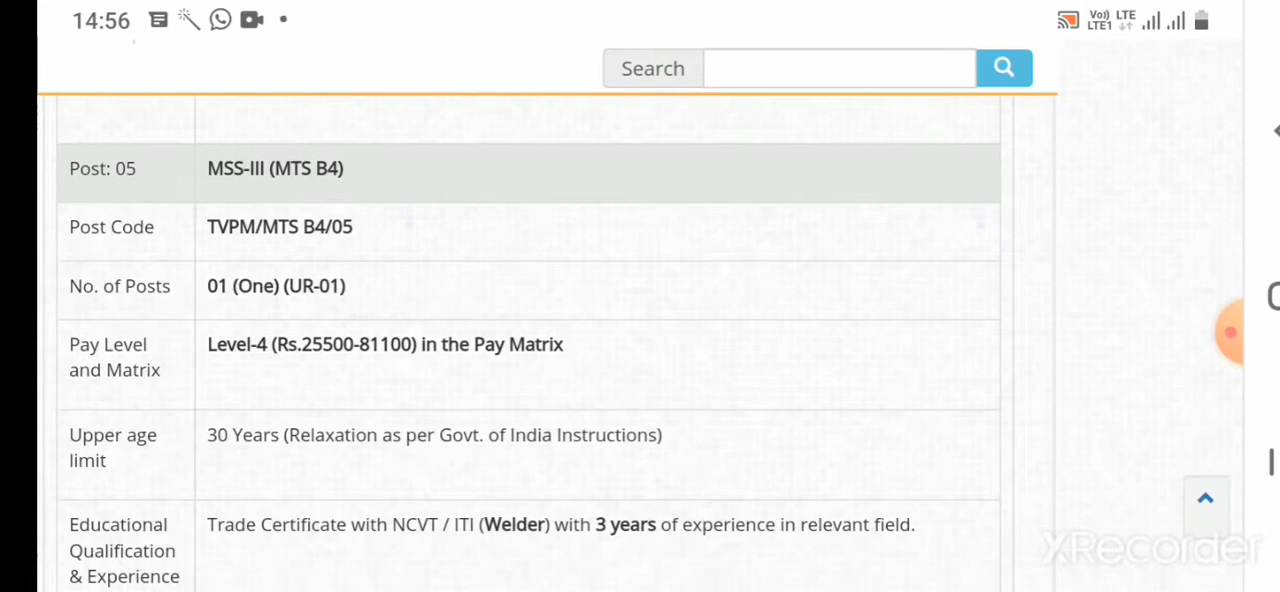 14:56
Vo) LTE
LTE1
Search
Post: 05 MSS-III (MTS B4)
Post Code TVPM/MTS B4/05
No. of Posts 01 (One) (UR-01)
Pay Level Level-4 (Rs.25500-81100) in the Pay Matrix
and Matrix
Upper age 30 Years (Relaxation as per Govt. of India Instructions)
limit
Educational Trade Certificate with NCVT / ITI (Welder) with 3 years of experience in relevant field.
Qualification
& Experience
XRecorder